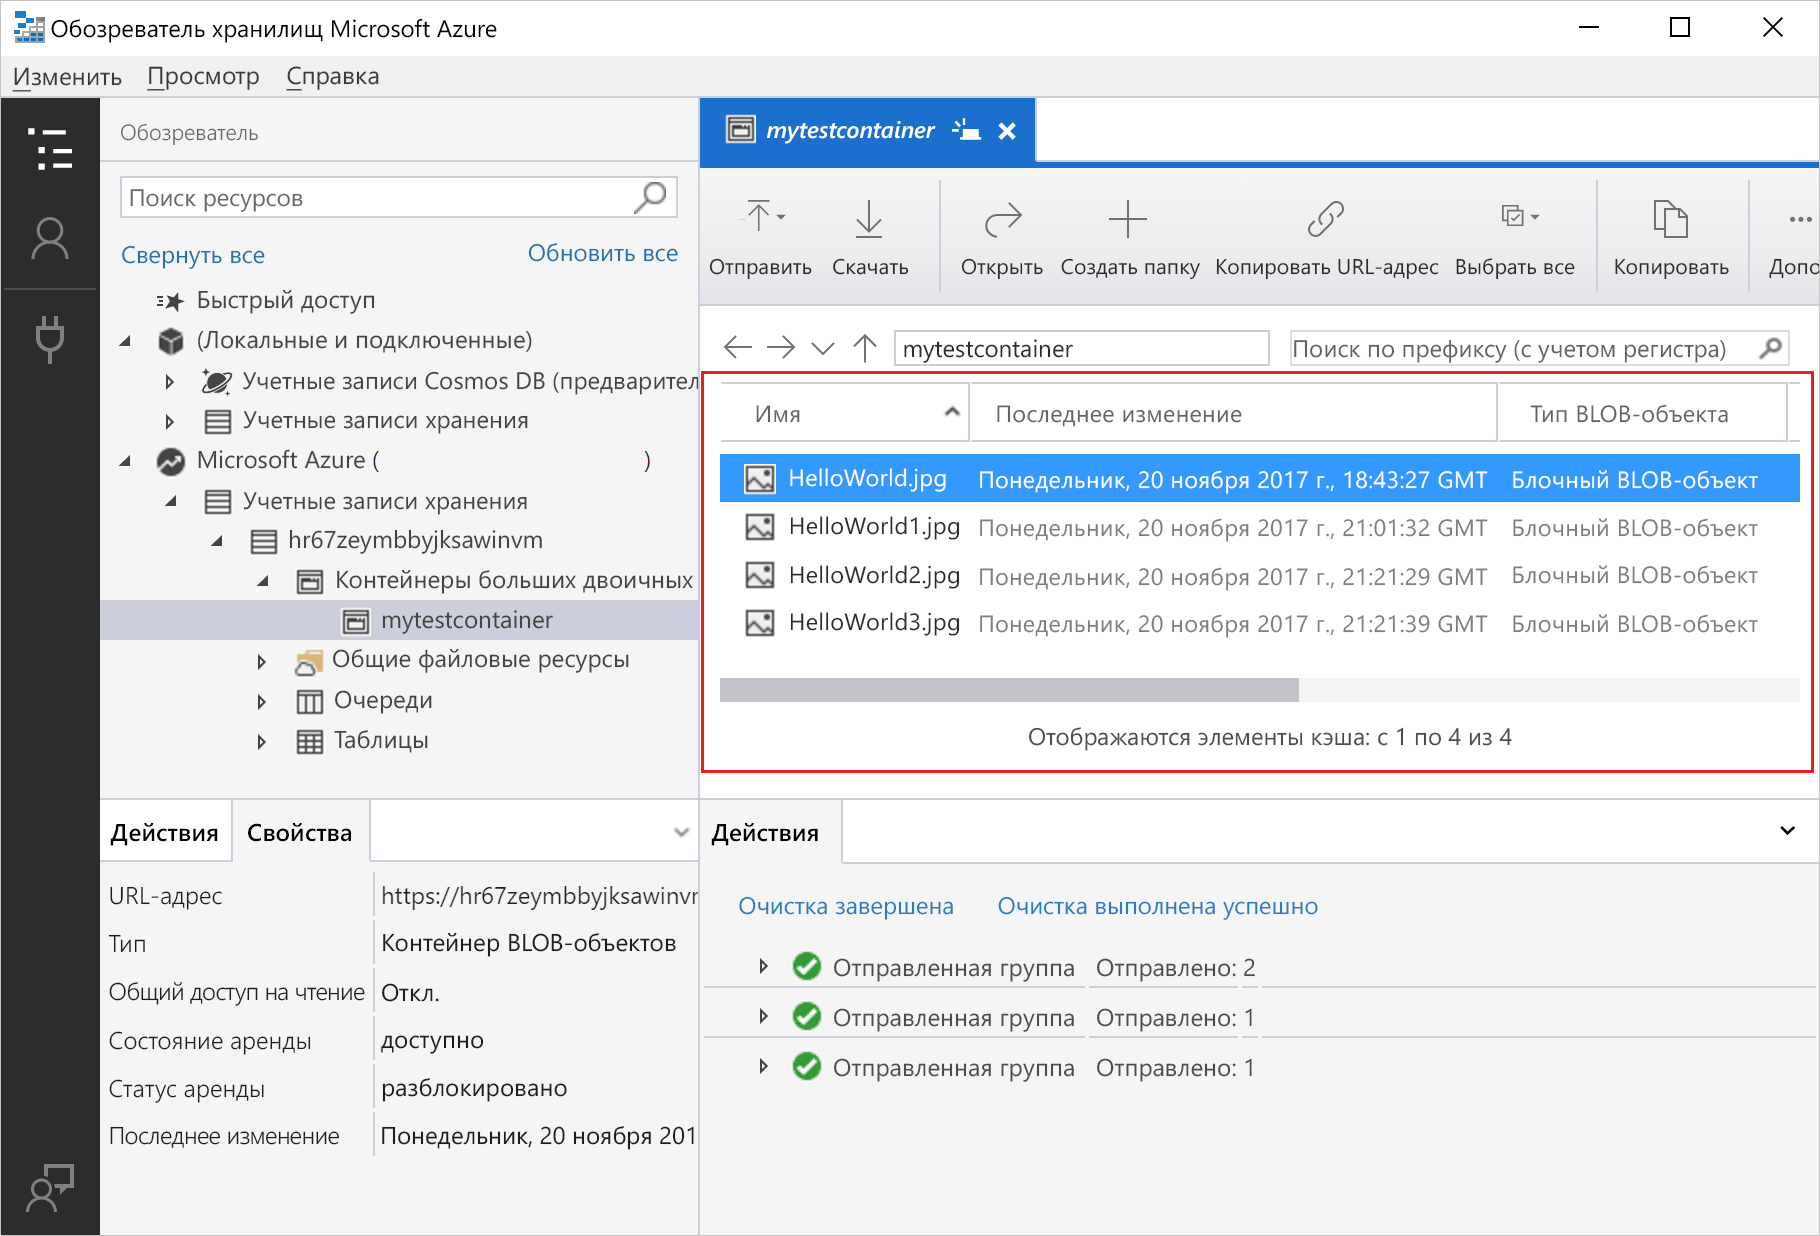 Обозреватель хранилищ Microsoft Azure
Изменить Просмотр Справка
Обозреватель
Поиск ресурсов
Свернуть все Обновить все
Быстрый доступ
(Локальные и подключенные)
Учетные записи Cosmos DB (предварител
Учетные записи хранения
Microsoft Azure ( )
Учетные записи хранения
hr67zeymbbyjksawinvm
Контейнеры больших двоичных
mytestcontainer
Общие файловые ресурсы
Очереди
Таблицы
Действия Свойства
URL-адрес https://hr67zeymbbyjksawinvm
Тип Контейнер BLOB-объектов
Общий доступ на чтение Откл.
Состояние аренды доступно
Статус аренды разблокировано
Последнее изменение Понедельник, 20 ноября 201
mytestcontainer
Отправить Скачать Открыть Создать папку Копировать URL-адрес Выбрать все Копировать Допо
mytestcontainer Поиск по префиксу (с учетом регистра)
Имя Последнее изменение Тип BLOB-объекта
HelloWorld.jpg Понедельник, 20 ноября 2017 г., 18:43:27 GMT Блочный BLOB-объект
HelloWorld1.jpg Понедельник, 20 ноября 2017 г., 21:01:32 GMT Блочный BLOB-объект
HelloWorld2.jpg Понедельник, 20 ноября 2017 г., 21:21:29 GMT Блочный BLOB-объект
HelloWorld3.jpg Понедельник, 20 ноября 2017 г., 21:21:39 GMT Блочный BLOB-объект
Отображаются элементы кэша: с 1 по 4 из 4
Действия
Очистка завершена Очистка выполнена успешно
Отправленная группа Отправлено: 2
Отправленная группа Отправлено: 1
Отправленная группа Отправлено: 1